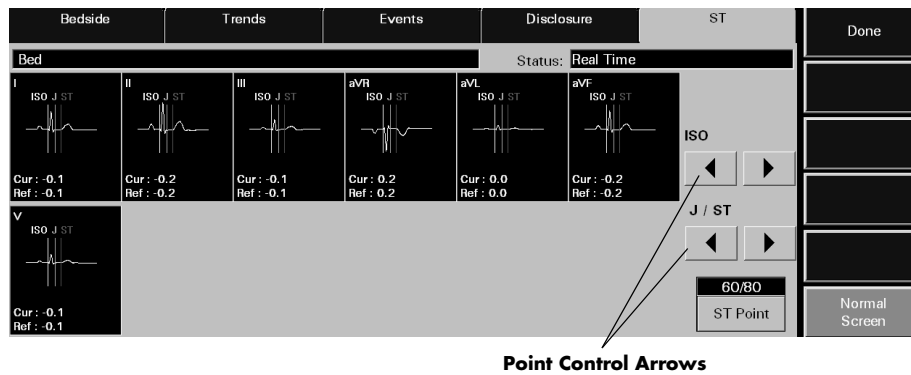 Bedside Trends Events Disclosure ST Done
Bed Status: Real Time
I II III aVR aVL aVF
ISO J ST ISO J ST ISO J ST ISO J ST ISO J ST ISO J ST
ISO
Cur : -0.1 Cur : -0.2 Cur : -0.1 Cur : 0.2 Cur : 0.0 Cur : -0.2
Ref : -0.1 Ref : -0.2 Ref : -0.1 Ref : 0.2 Ref : 0.0 Ref : -0.2
J / ST
V
ISO J ST
Cur : -0.1
Ref : -0.1
60/80
ST Point
Normal
Screen
Point Control Arrows